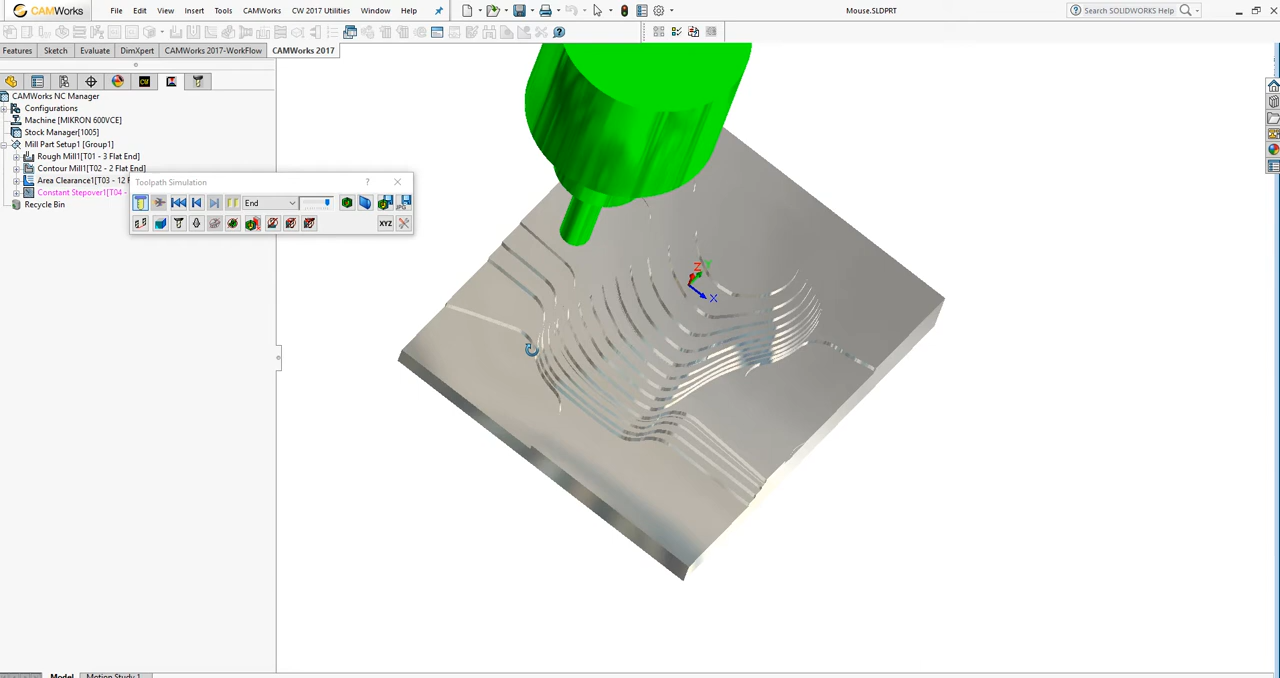 CAMWorks File Edit View Insert Tools CAMWorks CW 2017 Utilities Window Help Mouse.SLDPRT Search SOLIDWORKS Help
Features Sketch Evaluate DimXpert CAMWorks 2017-WorkFlow CAMWorks 2017
CAMWorks NC Manager
Configurations
Machine [MIKRON 600VCE]
Stock Manager[1005]
Mill Part Setup1 [Group1]
Rough Mill1[T01 - 3 Flat End]
Contour Mill1[T02 - 2 Flat End]
Area Clearance1[T03 - 12 F
Constant Stepover1[T04 -
Recycle Bin
Toolpath Simulation ?
End
XYZ
Z Y
X
Model Motion Study 1